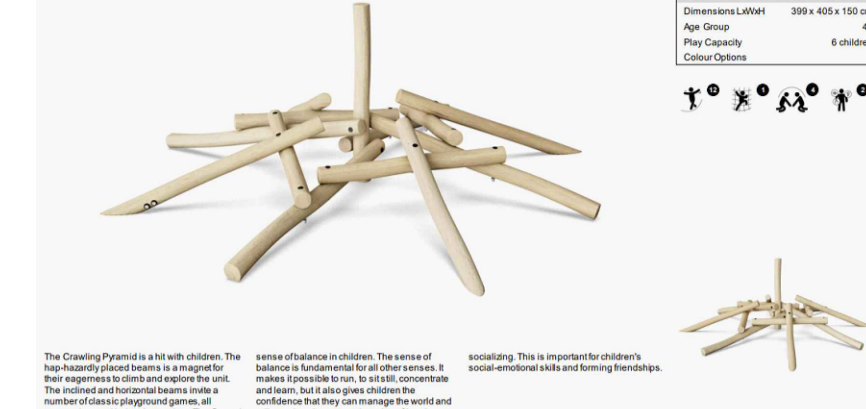 Dimensions LxWxH 399 x 405 x 150
Age Group
Play Capacity 6
Colour Options
12 1 4 2
The Crawling Pyramid is a hit with children. The
hap-hazardly placed beams is a magnet for
their eagerness to climb and explore the unit.
The inclined and horizontal beams invite a
number of classic playground games, all
sense of balance in children. The sense of
balance is fundamental for all other senses. It
makes it possible to run, to sit still, concentrate
and learn, but it also gives children the
confidence that they can manage the world and
socializing. This is important for children's
social-emotional skills and forming friendships.